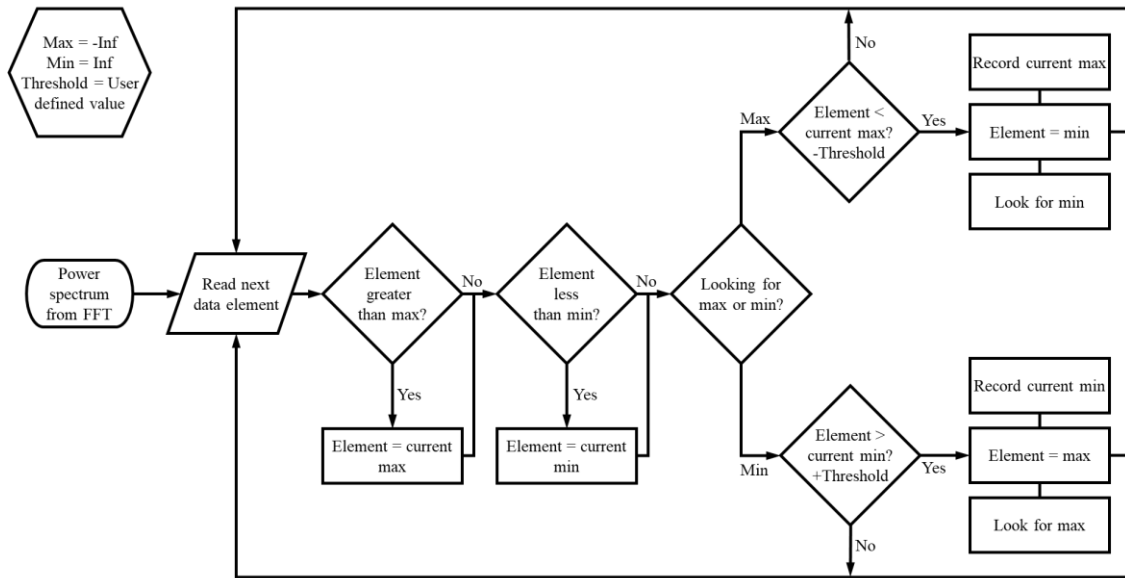 Max = -Inf
Min = Inf
Threshold = User
defined value
Power
spectrum
from FFT
Read next
data element
Element
greater
than max?
No
Yes
Element = current
max
Element
less
than min?
No
Yes
Element = current
min
Looking for
max or min?
Max
Element <
current max?
-Threshold
No
Yes
Record current max
Element = min
Look for min
Min
Element >
current min?
+Threshold
Yes
No
Record current min
Element = max
Look for max